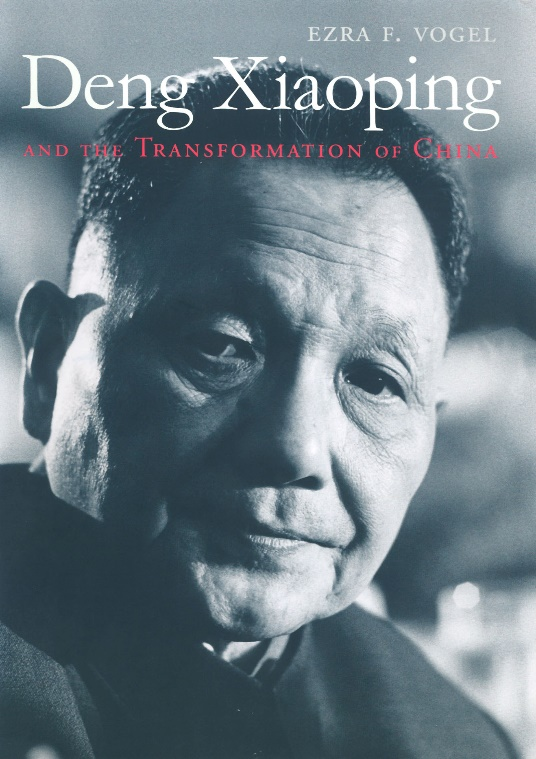 EZRA F. VOGEL
Deng Xiaoping
AND THE TRANSFORMATION OF CHINA